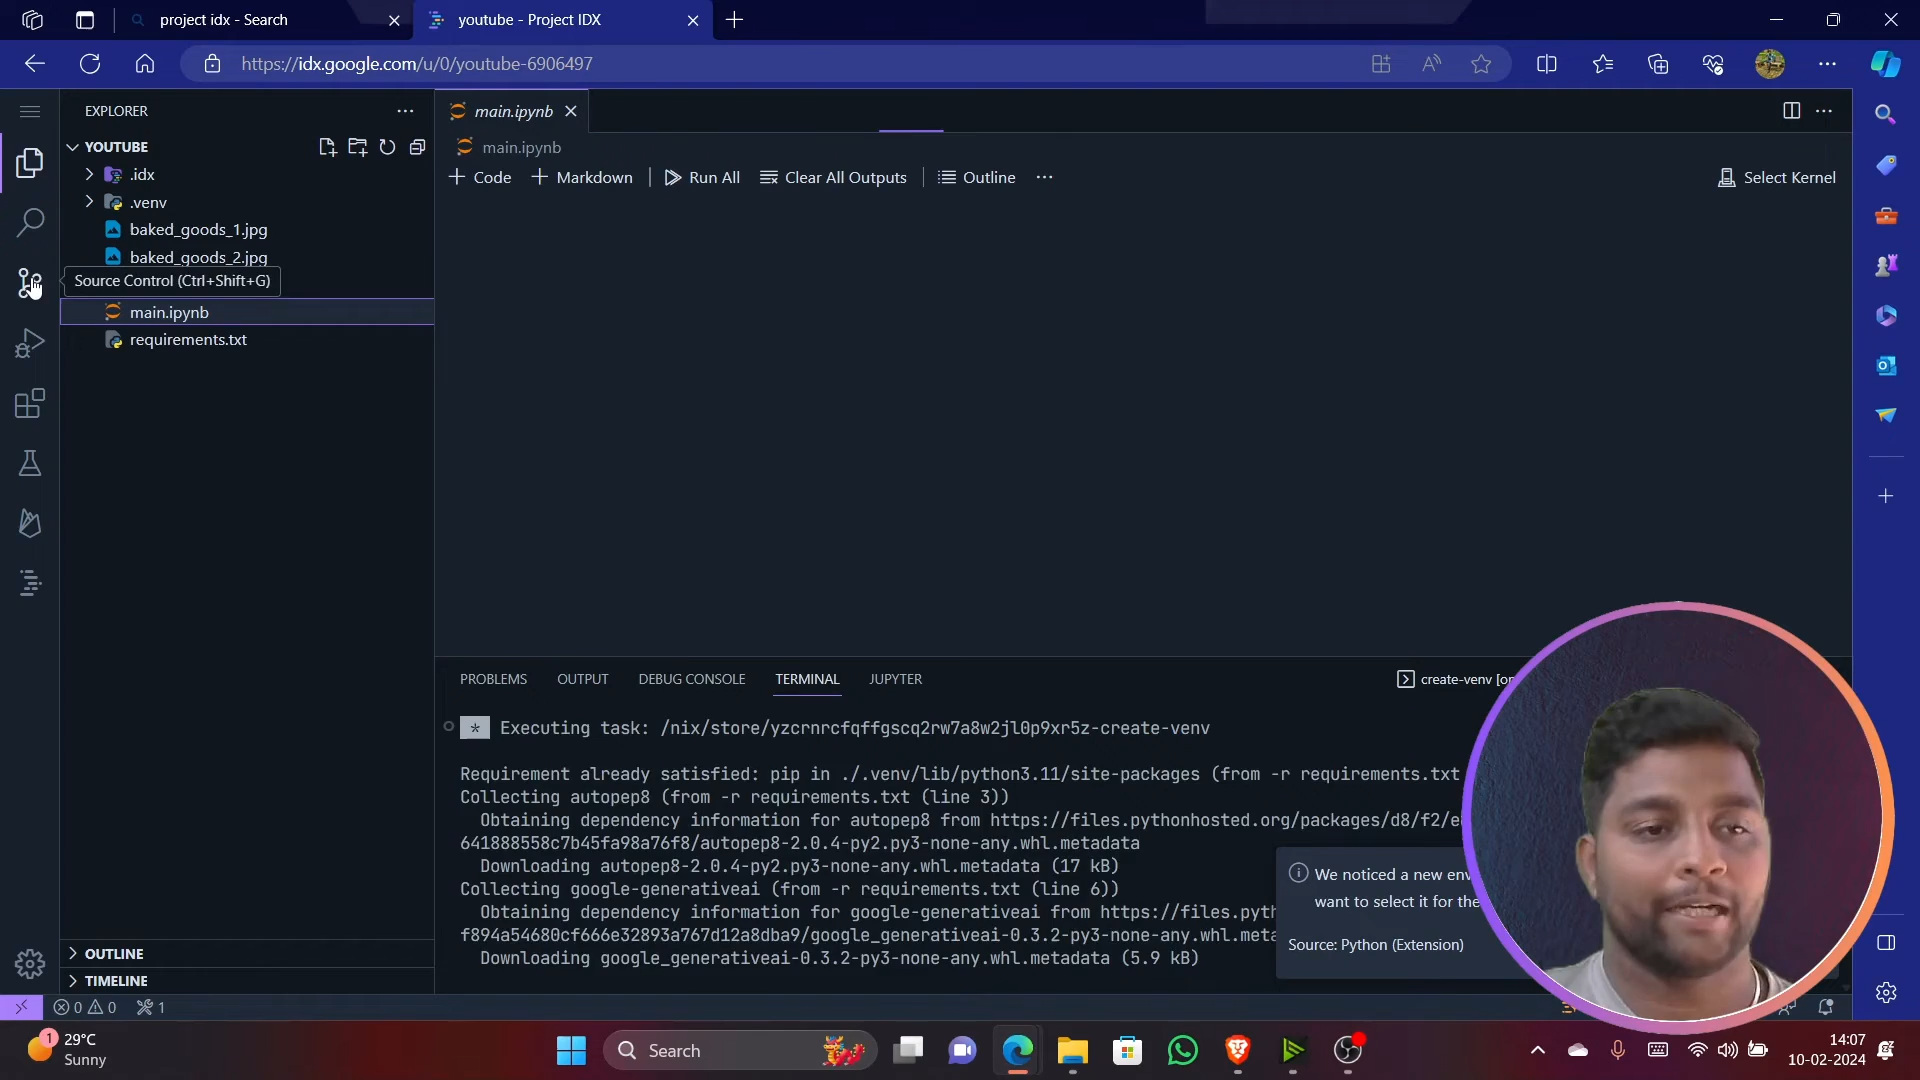 project idx - Search
youtube - Project IDX
https://idx.google.com/u/0/youtube-6906497
EXPLORER
YOUTUBE
.idx
.venv
baked_goods_1.jpg
baked_goods_2.jpg
Source Control (Ctrl+Shift+G)
main.ipynb
requirements.txt
OUTLINE
TIMELINE
main.ipynb
main.ipynb
Code
Markdown
Run All
Clear All Outputs
Outline
Select Kernel
PROBLEMS
OUTPUT
DEBUG CONSOLE
TERMINAL
JUPYTER
create-venv
* Executing task: /nix/store/yzcrnrcfqffgscq2rw7a8w2jl0p9xr5z-create-venv
Requirement already satisfied: pip in ./.venv/lib/python3.11/site-packages (from -r requirements.txt
Collecting autopep8 (from -r requirements.txt (line 3))
Obtaining dependency information for autopep8 from https://files.pythonhosted.org/packages/d8/f2/e
641888558c7b45fa98a76f8/autopep8-2.0.4-py2.py3-none-any.whl.metadata
Downloading autopep8-2.0.4-py2.py3-none-any.whl.metadata (17 kB)
Collecting google-generativeai (from -r requirements.txt (line 6))
Obtaining dependency information for google-generativeai from https://files.pyth
f894a54680cf666e32893a767d12a8dba9/google_generativeai-0.3.2-py3-none-any.whl.meta
Downloading google_generativeai-0.3.2-py3-none-any.whl.metadata (5.9 kB)
We noticed a new env
want to select it for the
Source: Python (Extension)
0
0
1
1
29°C
Sunny
Search
14:07
10-02-2024